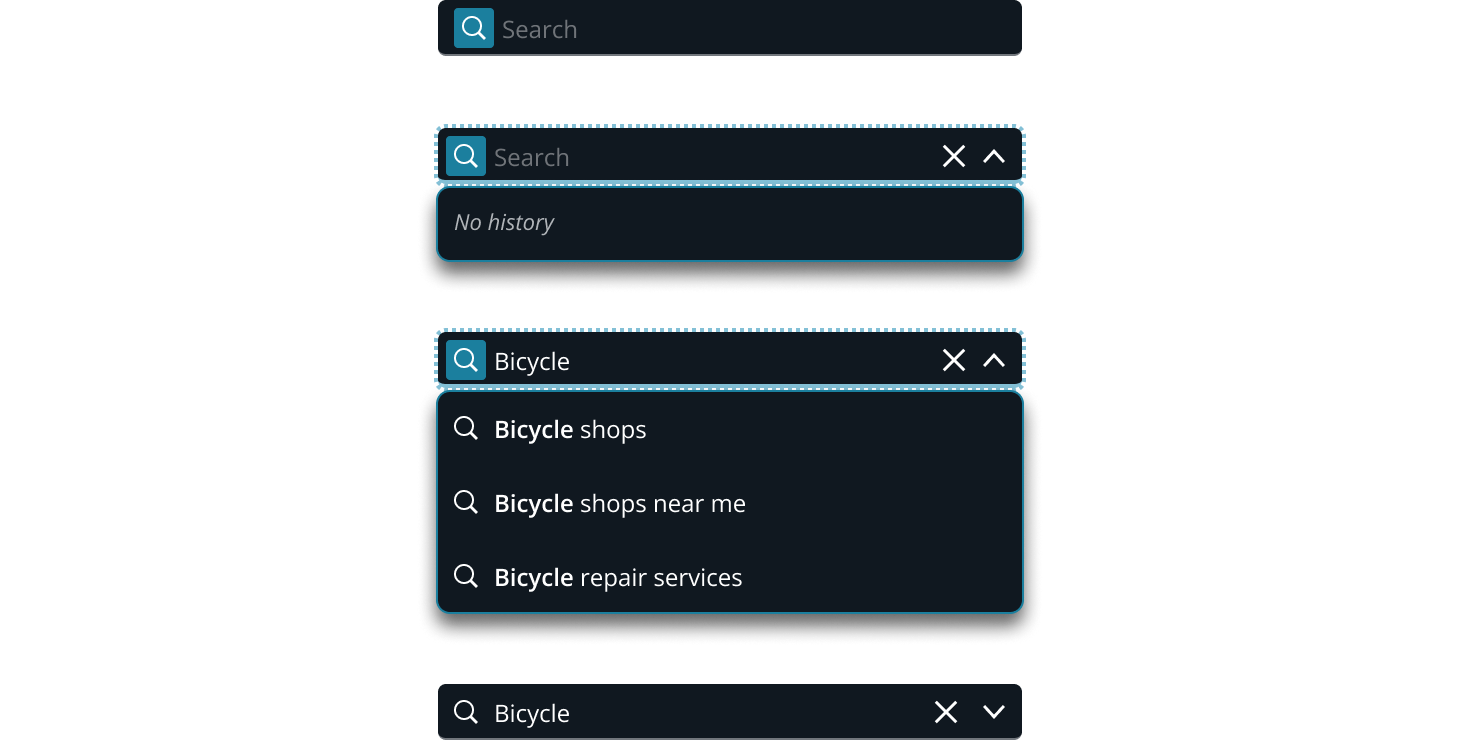 Search
Search
No history
Bicycle
Bicycle shops
Bicycle shops near me
Bicycle repair services
Bicycle